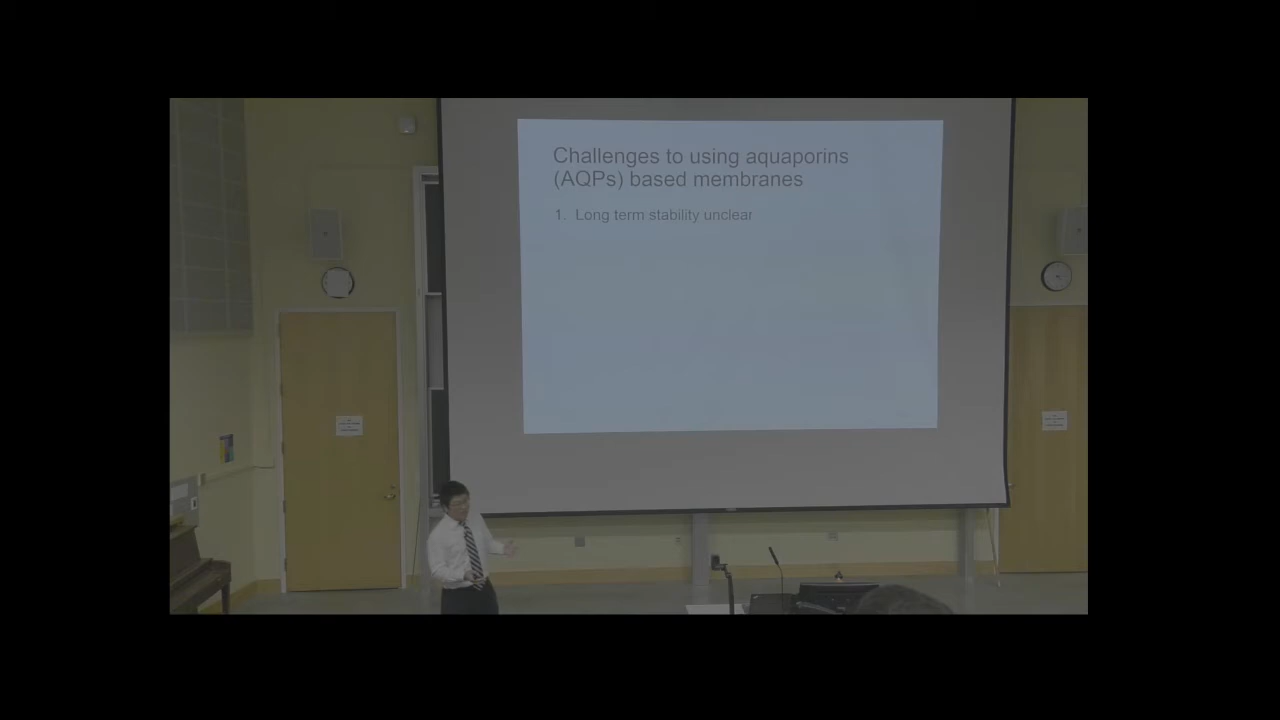 Challenges to using aquaporins
(AQPs) based membranes
1. Long term stability unclear